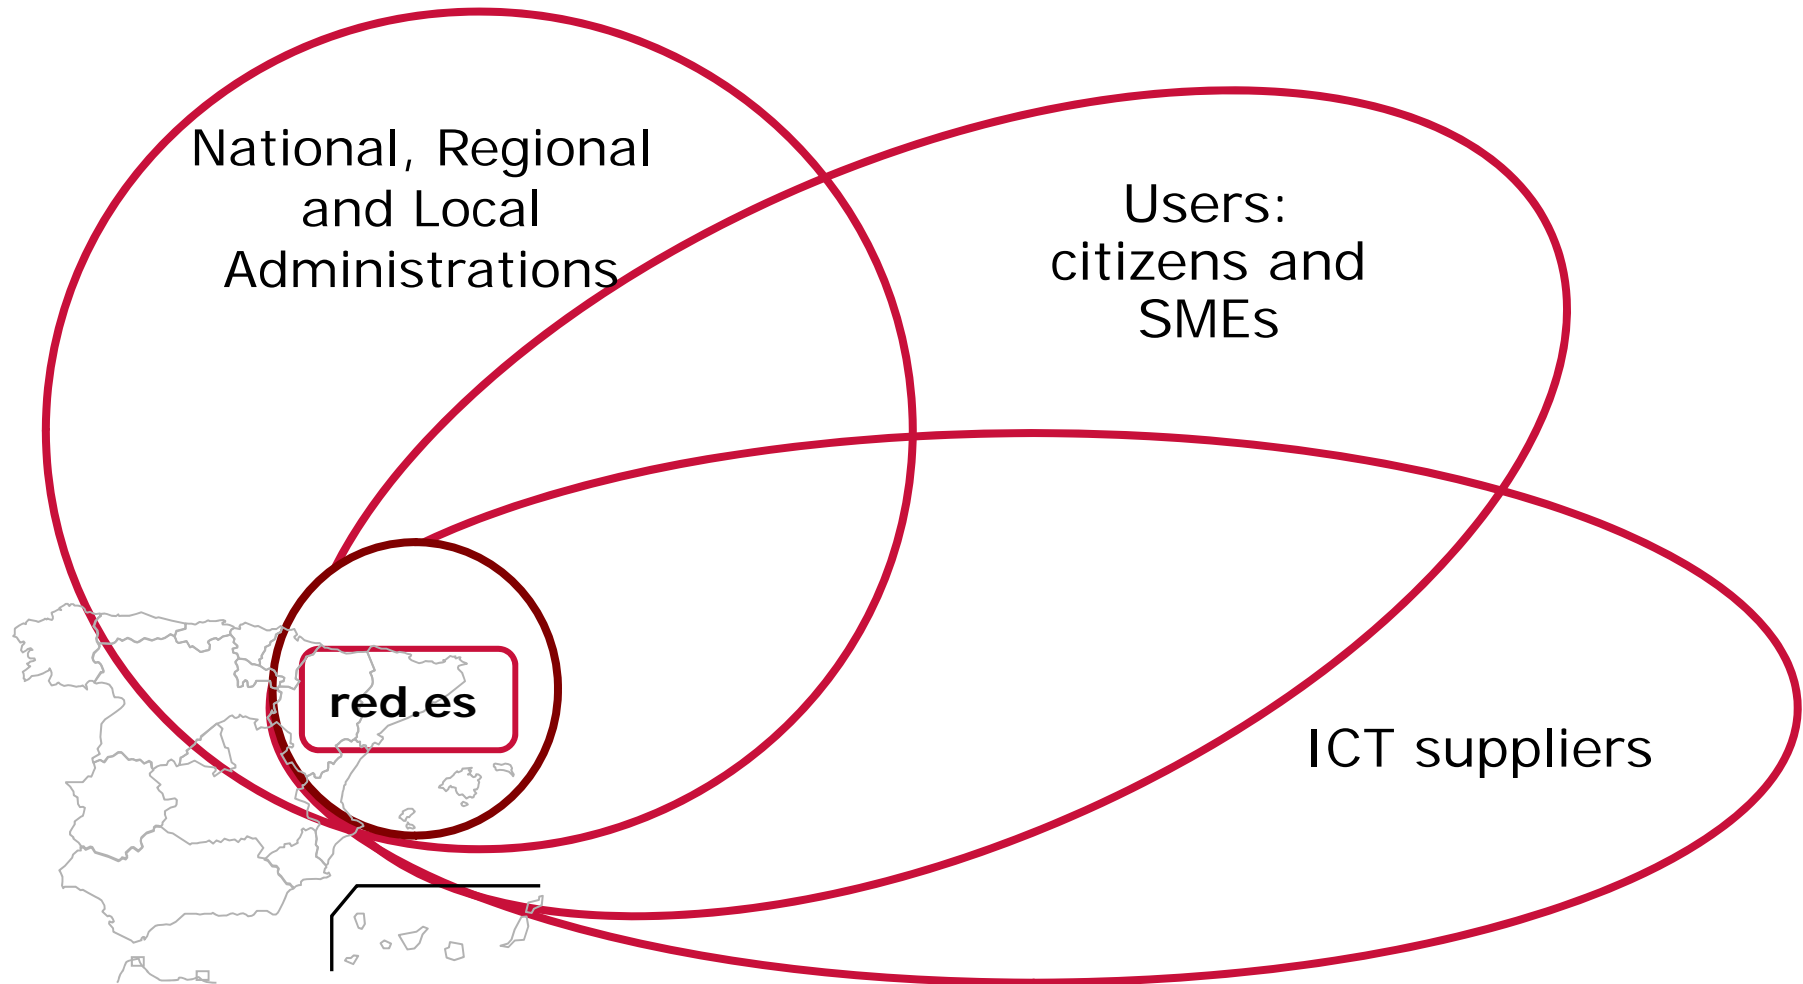 National, Regional
and Local
Administrations
Users:
citizens and
SMEs
red.es
ICT suppliers